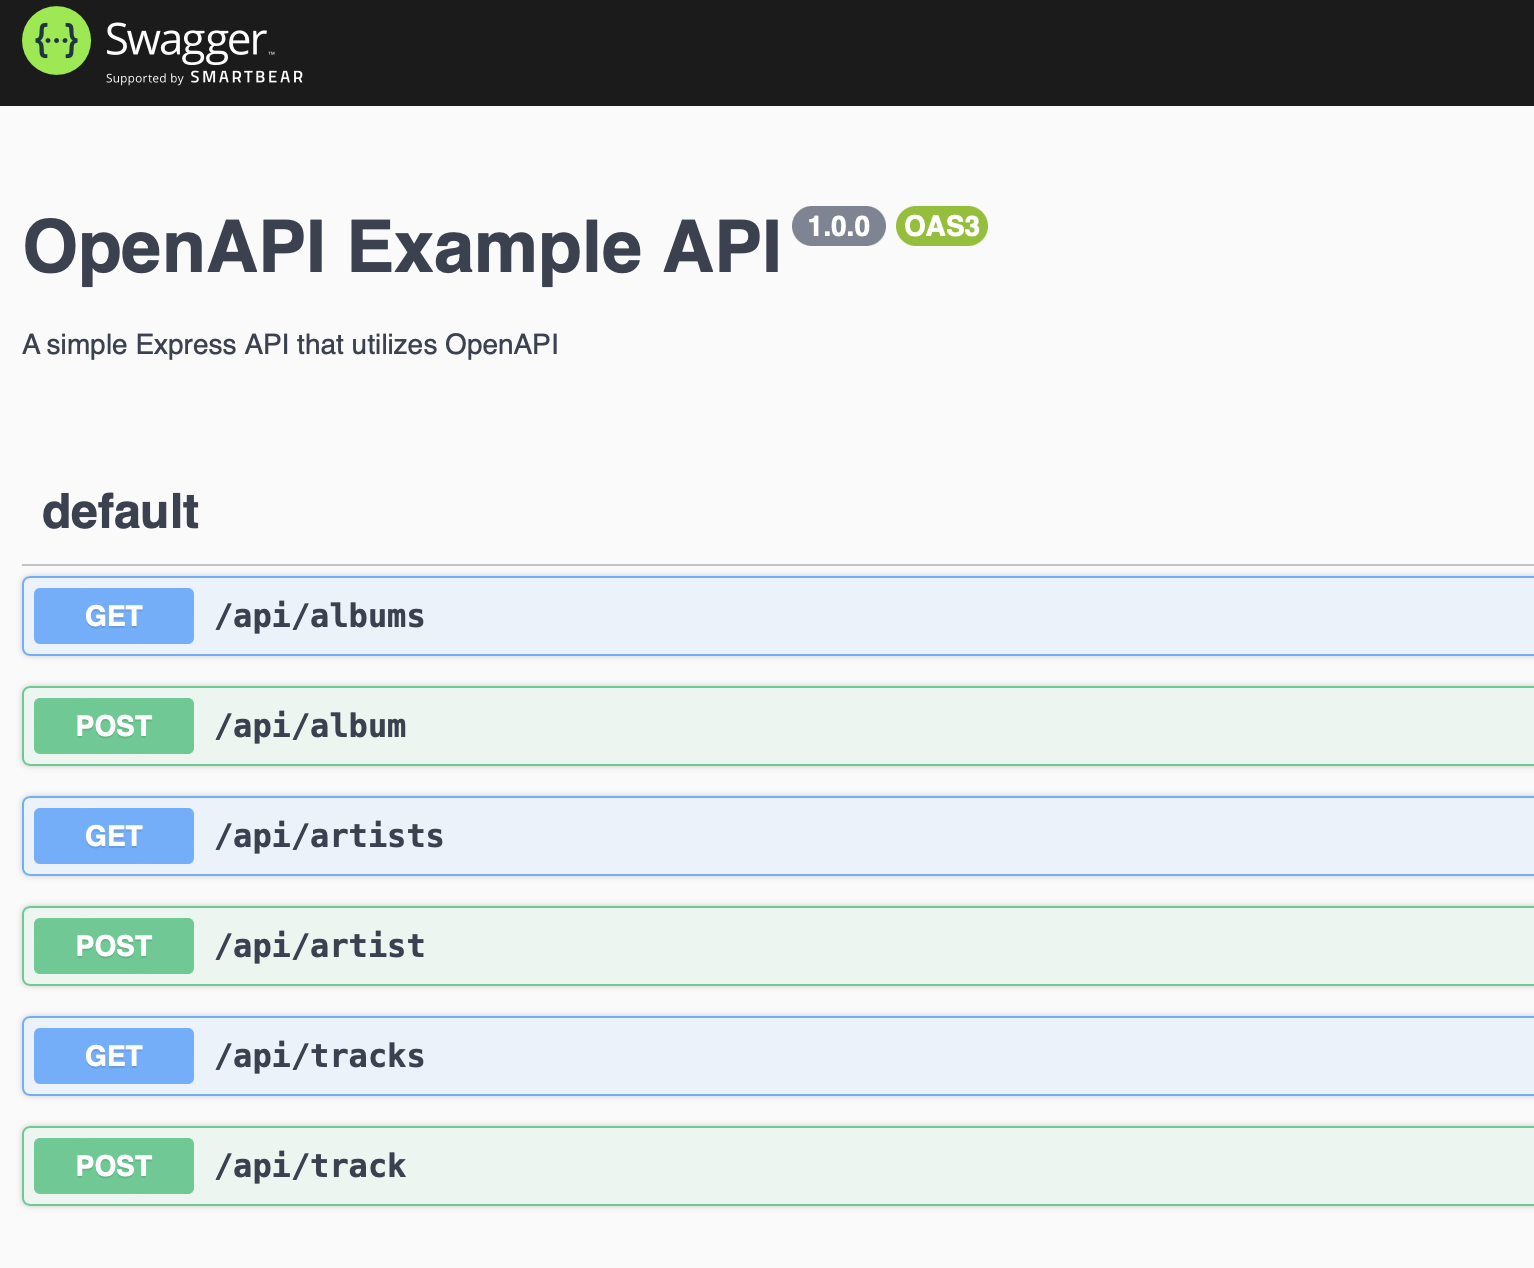 {···} Swagger™
Supported by SMARTBEAR
OpenAPI Example API 1.0.0 OAS3
A simple Express API that utilizes OpenAPI
default
GET /api/albums
POST /api/album
GET /api/artists
POST /api/artist
GET /api/tracks
POST /api/track